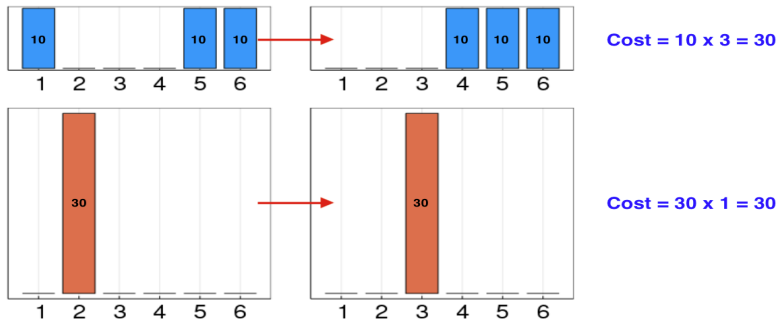 10 10 10 10 10 10 Cost = 10 x 3 = 30
1 2 3 4 5 6 1 2 3 4 5 6
30 30 Cost = 30 x 1 = 30
1 2 3 4 5 6 1 2 3 4 5 6